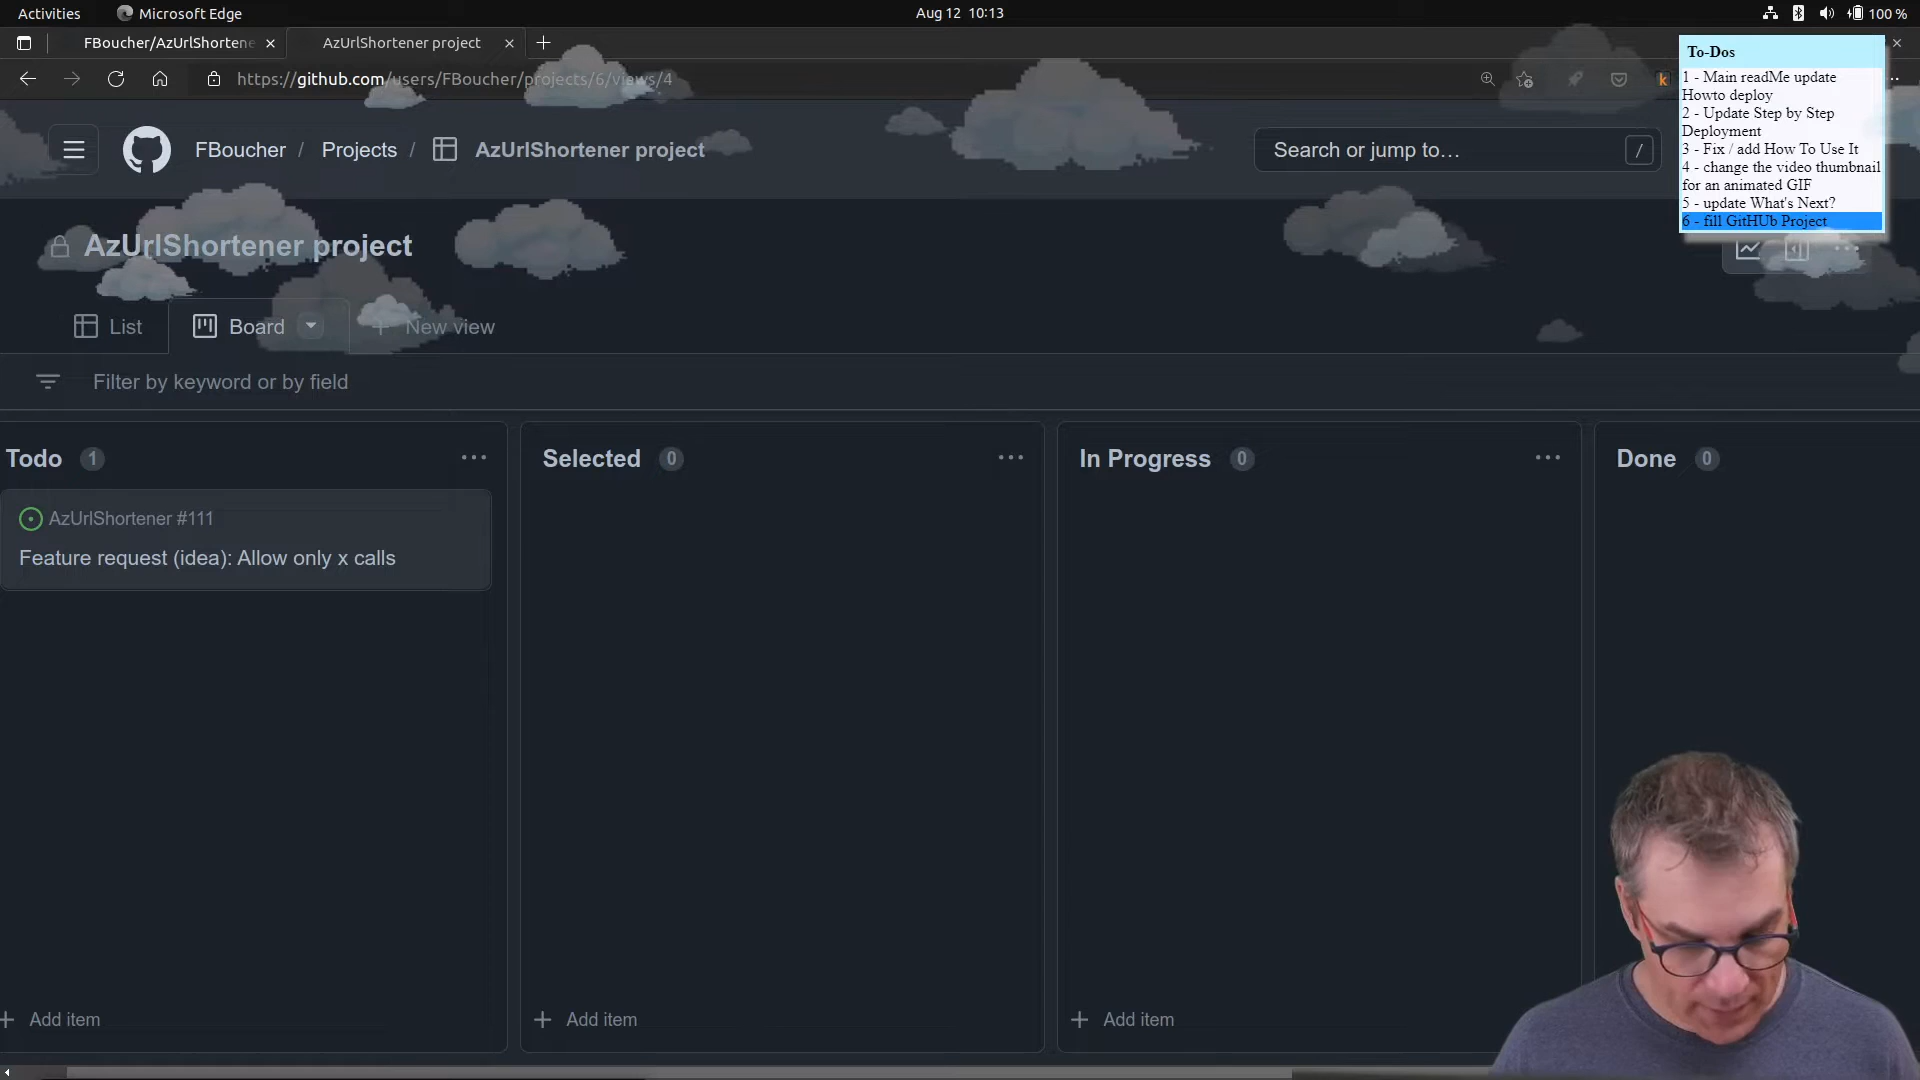 Activities
Microsoft Edge
Aug 12 10:13
100 %
FBoucher/AzUrlShortene
AzUrlShortener project
https://github.com/users/FBoucher/projects/6/views/4
To-Dos
1 - Main readMe update
Howto deploy
2 - Update Step by Step
Deployment
3 - Fix / add How To Use It
4 - change the video thumbnail
for an animated GIF
5 - update What's Next?
6 - fill GitHUb Project
FBoucher / Projects / AzUrlShortener project
Search or jump to…
/
AzUrlShortener project
List
Board
New view
Filter by keyword or by field
Todo 1
Selected 0
In Progress 0
Done 0
AzUrlShortener #111
Feature request (idea): Allow only x calls
Add item
Add item
Add item